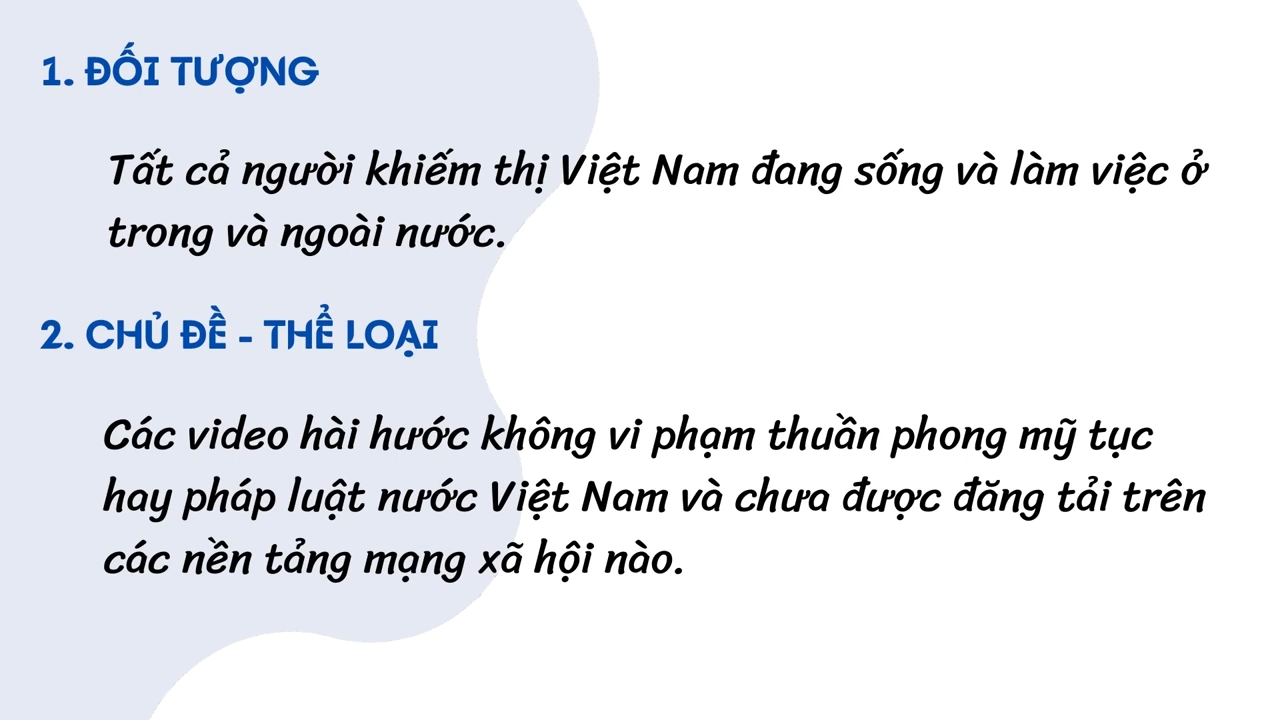 1. ĐỐI TƯỢNG
Tất cả người khiếm thị Việt Nam đang sống và làm việc ở
trong và ngoài nước.
2. CHỦ ĐỀ - THỂ LOẠI
Các video hài hước không vi phạm thuần phong mỹ tục
hay pháp luật nước Việt Nam và chưa được đăng tải trên
các nền tảng mạng xã hội nào.